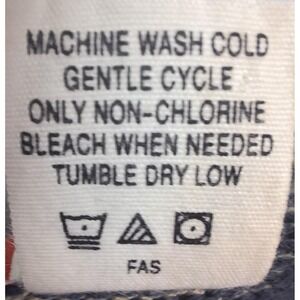 MACHINE WASH COLD
GENTLE CYCLE
ONLY NON-CHLORINE
BLEACH WHEN NEEDED
TUMBLE DRY LOW
FAS